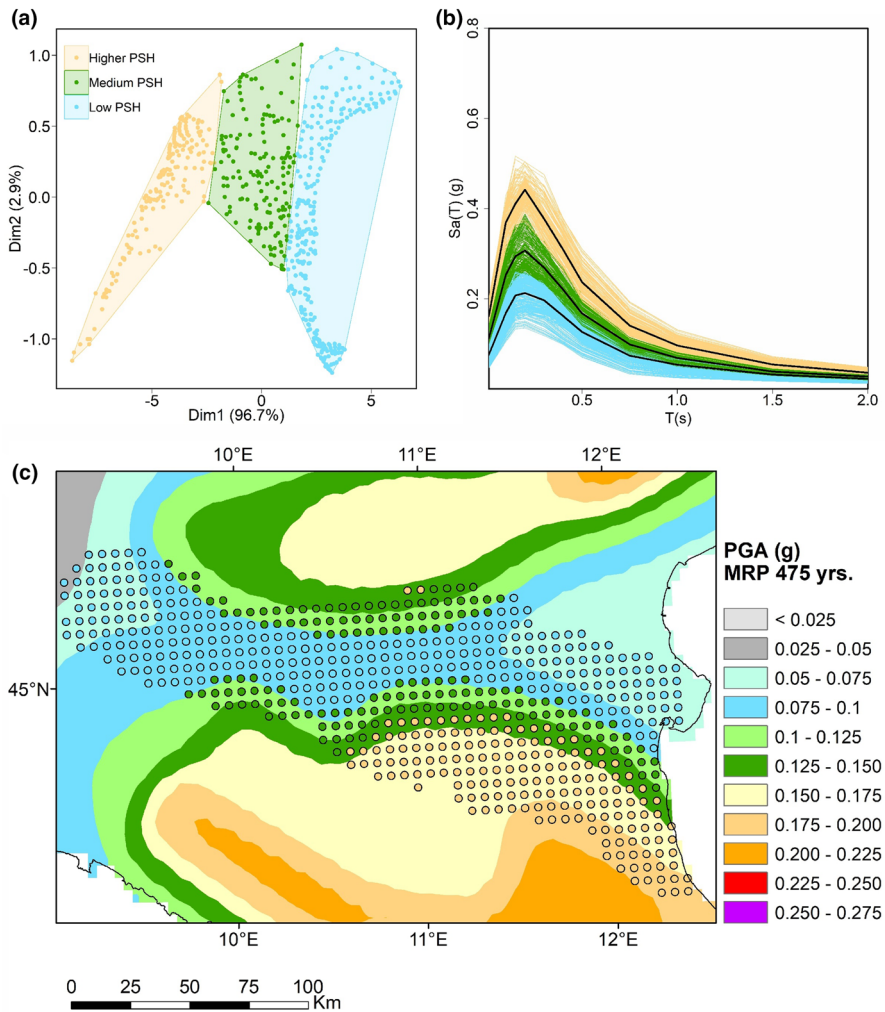 (a)
Higher PSH
Medium PSH
Low PSH
1.0
0.5
0.0
-0.5
-1.0
Dim2 (2.9%)
-5
0
5
Dim1 (96.7%)
(b)
0.8
0.6
0.4
0.2
Sa(T) (g)
0.5
1.0
1.5
2.0
T(s)
(c)
10°E
11°E
12°E
45°N
10°E
11°E
12°E
PGA (g)
MRP 475 yrs.
< 0.025
0.025 - 0.05
0.05 - 0.075
0.075 - 0.1
0.1 - 0.125
0.125 - 0.150
0.150 - 0.175
0.175 - 0.200
0.200 - 0.225
0.225 - 0.250
0.250 - 0.275
0 25 50 75 100
Km